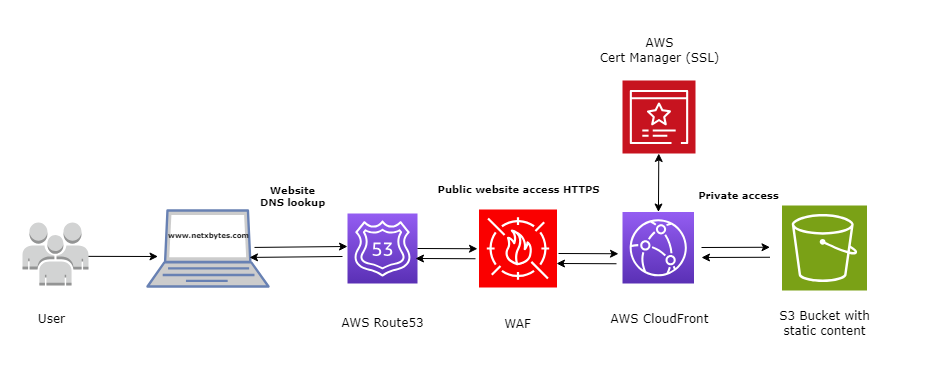 AWS
Cert Manager (SSL)
Website
DNS lookup
Public website access HTTPS
Private access
www.netxbytes.com
53
User
AWS Route53
WAF
AWS CloudFront
S3 Bucket with
static content